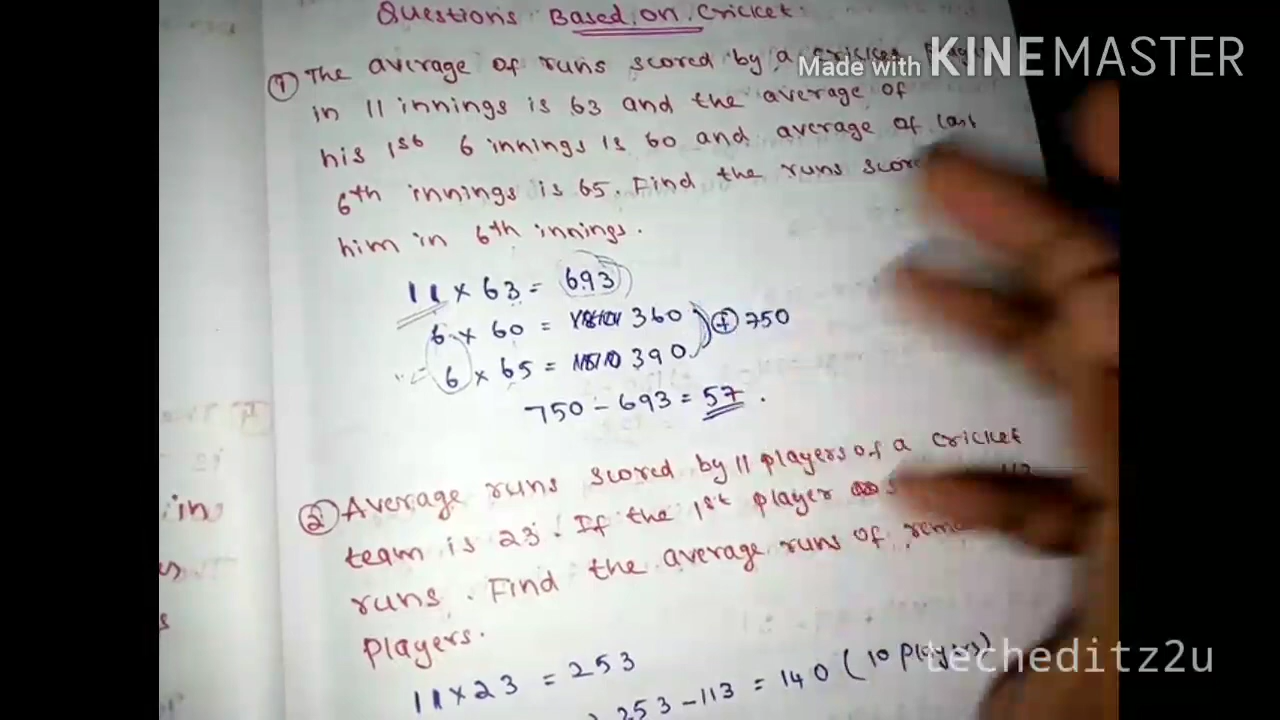 Questions Based on Cricket:
① The average of runs scored by a cricket
in 11 innings is 63 and the average of
his 1st 6 innings is 60 and average of last
6th innings is 65. Find the runs
him in 6th innings.
11 x 63 = 693
6 x 60 = 360
+ 750
6 x 65 = 390
750 - 693 = 57.
② Average runs scored by 11 players of a cricket
team is 23. If the 1st player
runs. Find the average runs of
players.
11 x 23 = 253
253 - 113 = 140 (10 players)
in
Made with KINEMASTER
techeditz2u